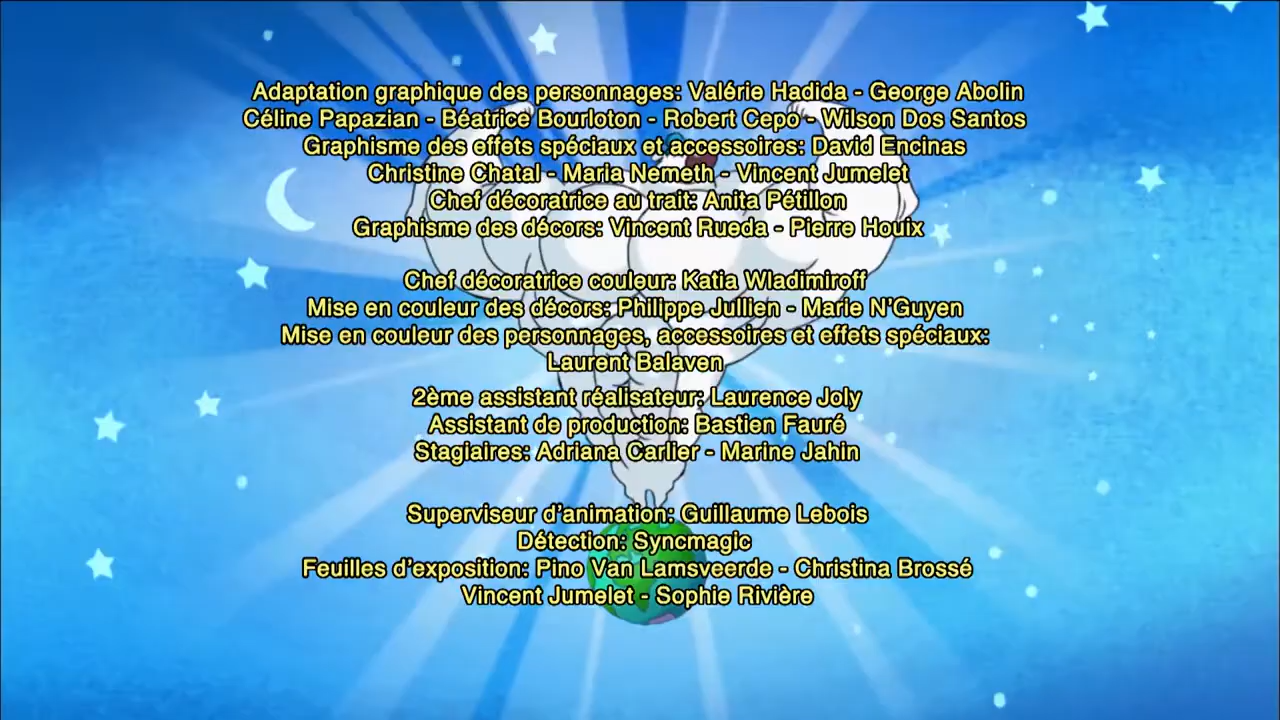 Adaptation graphique des personnages: Valérie Hadida - George Abolin
Céline Papazian - Béatrice Bourloton - Robert Cepo - Wilson Dos Santos
Graphisme des effets spéciaux et accessoires: David Encinas
Christine Chatal - Maria Nemeth - Vincent Jumelet
Chef décoratrice au trait: Anita Pétillon
Graphisme des décors: Vincent Rueda - Pierre Houix
Chef décoratrice couleur: Katia Wladimiroff
Mise en couleur des décors: Philippe Jullien - Marie N'Guyen
Mise en couleur des personnages, accessoires et effets spéciaux:
Laurent Balaven
2ème assistant réalisateur: Laurence Joly
Assistant de production: Bastien Fauré
Stagiaires: Adriana Carlier - Marine Jahin
Superviseur d'animation: Guillaume Lebois
Détection: Syncmagic
Feuilles d'exposition: Pino Van Lamsveerde - Christina Brossé
Vincent Jumelet - Sophie Rivière